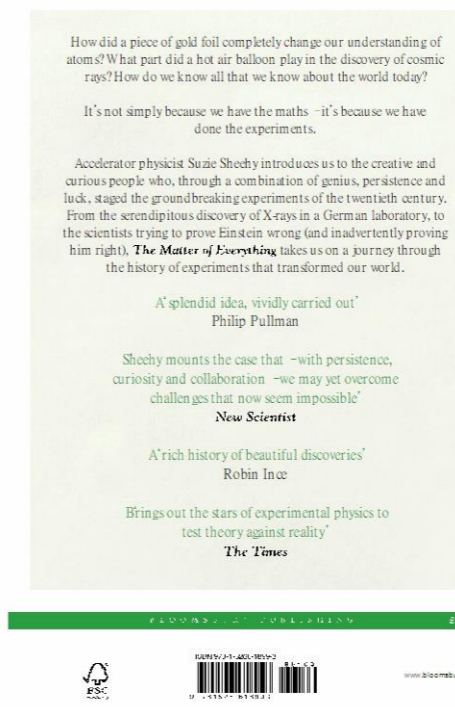 How did a piece of gold foil completely change our understanding of
atoms? What part did a hot air balloon play in the discovery of cosmic
rays? How do we know all that we know about the world today?
It's not simply because we have the maths – it's because we have
done the experiments.
Accelerator physicist Suzie Sheehy introduces us to the creative and
curious people who, through a combination of genius, persistence and
luck, staged the groundbreaking experiments of the twentieth century.
From the serendipitous discovery of X-rays in a German laboratory, to
the scientists trying to prove Einstein wrong (and inadvertently proving
him right), The Matter of Everything takes us on a journey through
the history of experiments that transformed our world.
A‘ splendid idea, vividly carried out’
Philip Pullman
Sheehy mounts the case that – with persistence,
curiosity and collaboration – we may yet overcome
challenges that now seem impossible’
New Scientist
A‘ rich history of beautiful discoveries’
Robin Ince
B‘rings out the stars of experimental physics to
test theory against reality’
The Times
BLOOMSBURY PUBLISHING
FSC
www.bloomsb